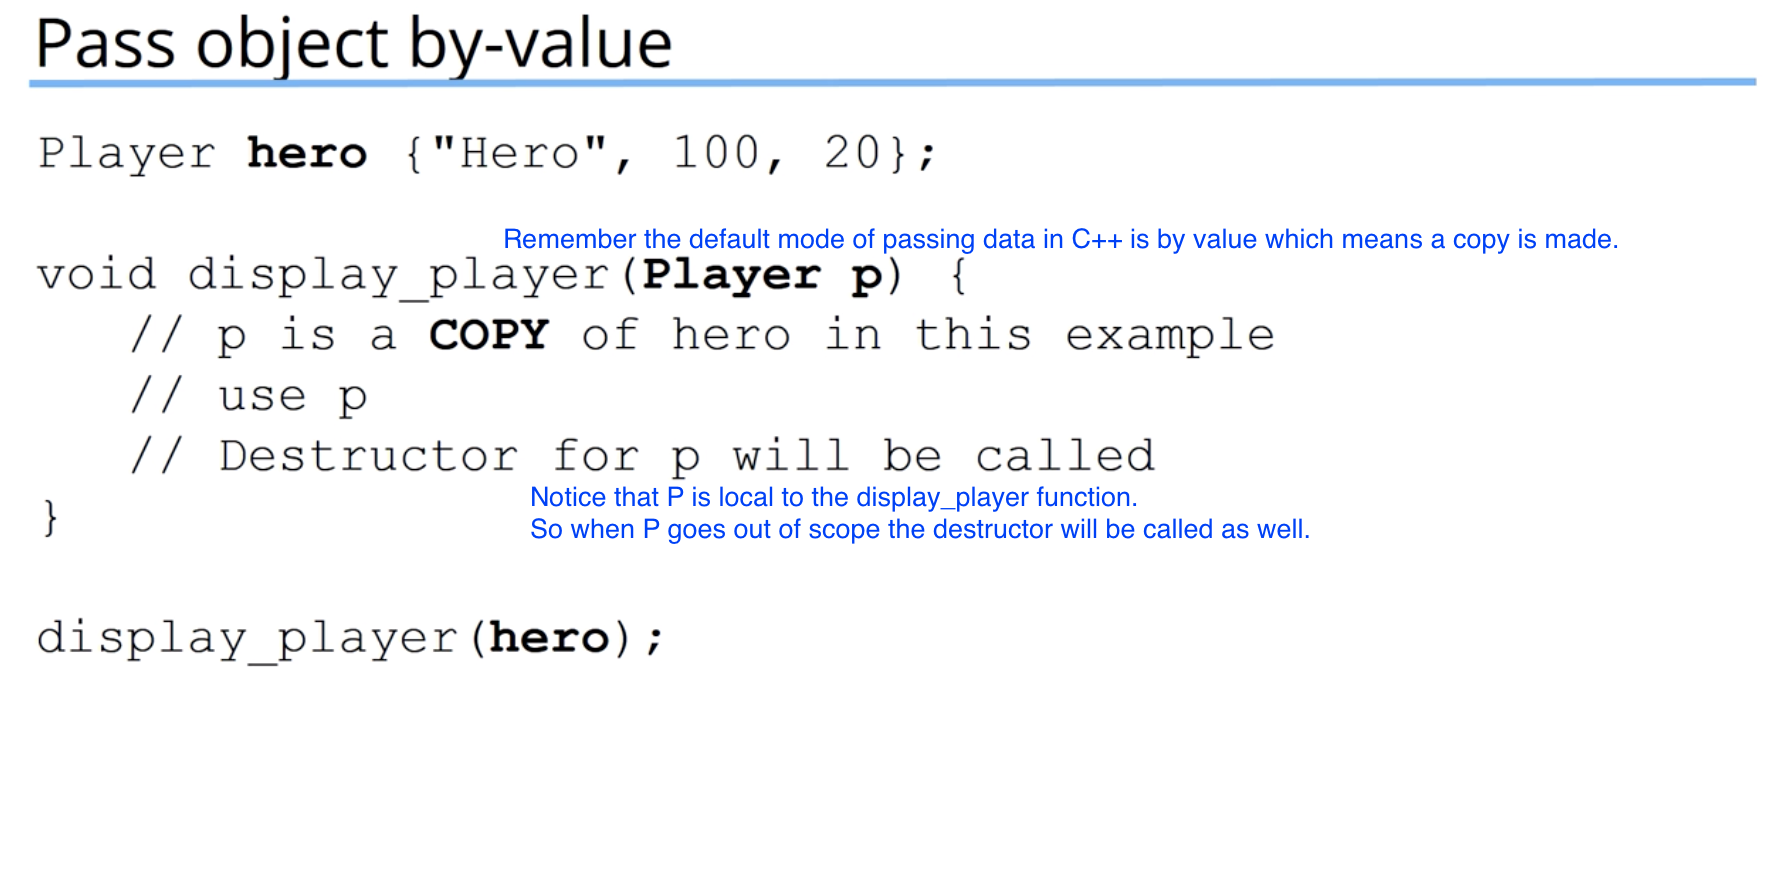 Pass object by-value
Player hero {"Hero", 100, 20};
Remember the default mode of passing data in C++ is by value which means a copy is made.
void display_player(Player p) {
// p is a COPY of hero in this example
// use p
// Destructor for p will be called
Notice that P is local to the display_player function.
}
So when P goes out of scope the destructor will be called as well.
display_player(hero);